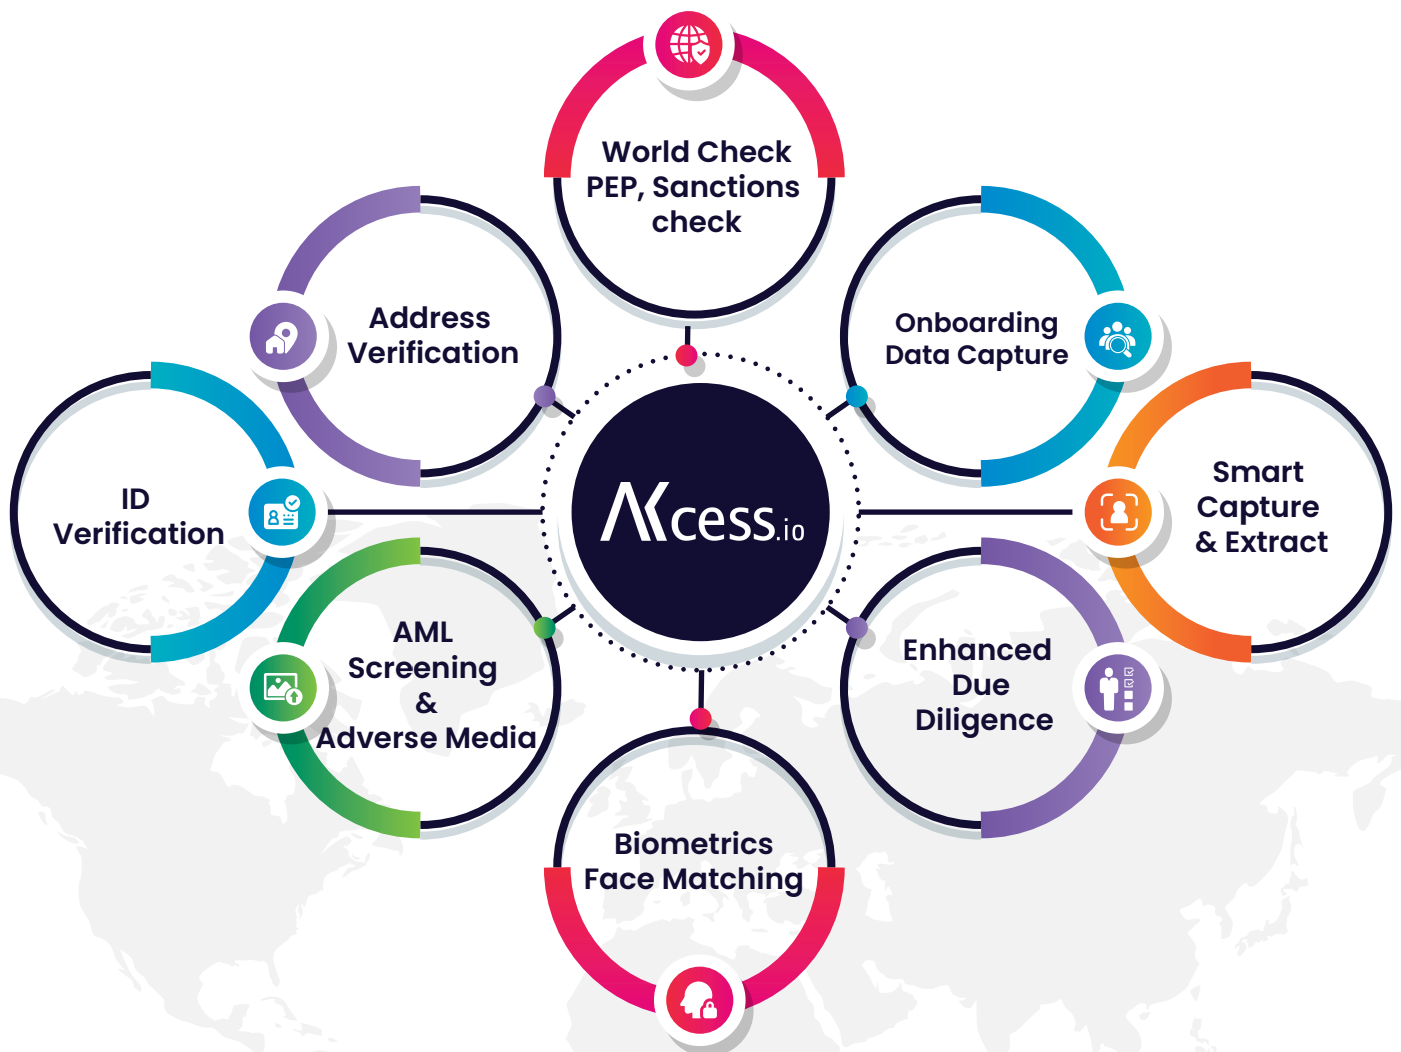 World Check
PEP, Sanctions
check
Address
Verification
Onboarding
Data Capture
ID
Verification
AKcess.io
Smart
Capture
& Extract
AML
Screening
&
Adverse Media
Enhanced
Due
Diligence
Biometrics
Face Matching